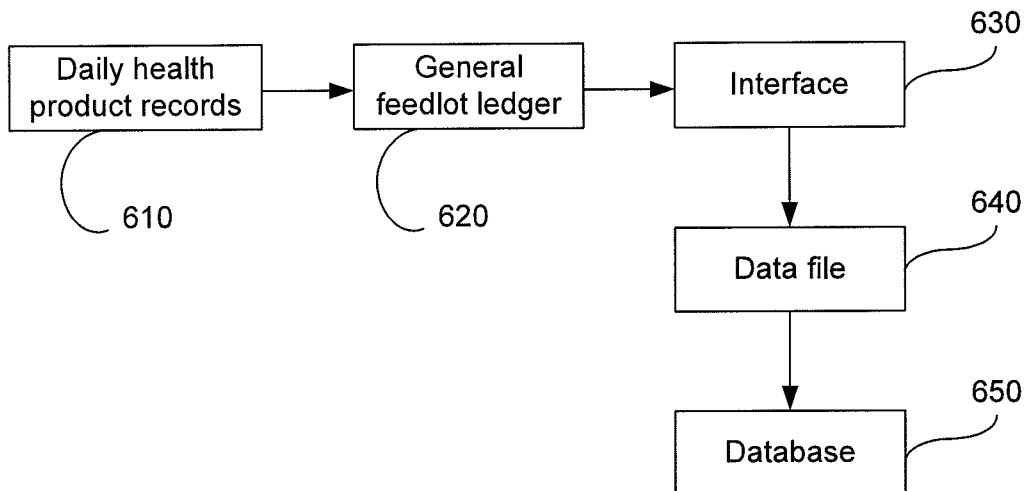 630
Daily health
product records
General
feedlot ledger
Interface
610
620
640
Data file
650
Database